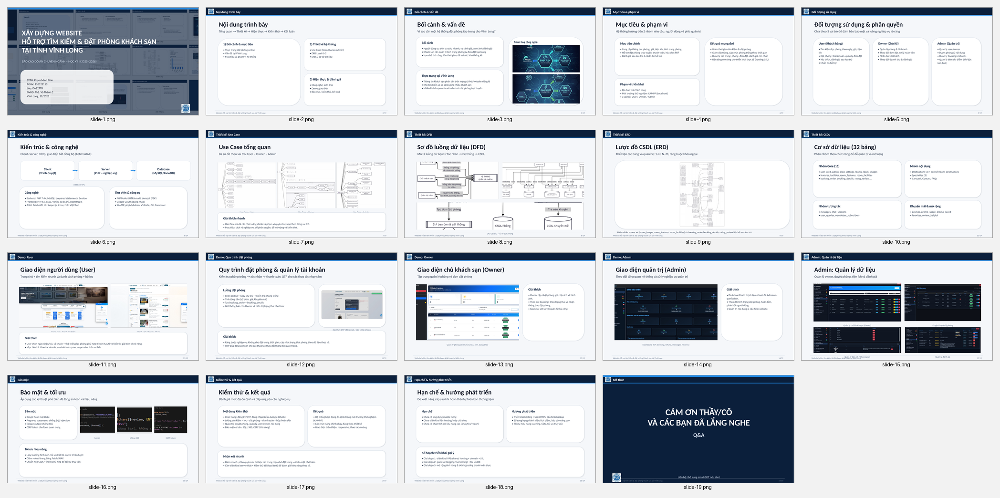 XÂY DỰNG WEBSITE
HỖ TRỢ TÌM KIẾM & ĐẶT PHÒNG KHÁCH SẠN
TẠI TỈNH VĨNH LONG
BÁO CÁO ĐỒ ÁN CHUYÊN NGÀNH – HỌC KỲ I (2025–2026)
SVTH: Phạm Minh Mẫn
MSSV: 110122113
Lớp: DA22TTB
GVHD: ThS. Võ Thành C
Vĩnh Long, 12/2025
slide-1.png
Nội dung trình bày
Nội dung trình bày
Tổng quan → Thiết kế → Hiện thực → Kiểm thử → Kết luận
1) Bối cảnh & mục tiêu
• Thực trạng đặt phòng online
• Vấn đề tại Vĩnh Long
• Mục tiêu và phạm vi hệ thống
2) Thiết kế hệ thống
• Use Case (User/Owner/Admin)
• DFD Level 0–2
• ERD & cơ sở dữ liệu
3) Hiện thực & đánh giá
• Công nghệ, kiến trúc
• Demo giao diện
• Bảo mật, kiểm thử, kết quả
Website hỗ trợ tìm kiếm & đặt phòng khách sạn tại Vĩnh Long
2/19
slide-2.png
Bối cảnh & vấn đề
Bối cảnh & vấn đề
Vì sao cần một hệ thống đặt phòng tập trung cho Vĩnh Long?
Bối cảnh
• Người dùng ưu tiên tra cứu nhanh, so sánh giá, xem ảnh/đánh giá
• Khách sạn cần quản lý tình trạng phòng & đơn đặt tập trung
• Hạn chế thủ công: tốn thời gian, dễ sai sót, khó thống kê
Thực trạng tại Vĩnh Long
• Thông tin khách sạn phân tán trên mạng xã hội/website riêng lẻ
• Khó tìm kiếm và so sánh giữa nhiều khách sạn
• Nhiều khách sạn nhỏ–vừa chưa có đặt phòng trực tuyến
Minh hoạ công nghệ
PHP 7.4+
JavaScript
HTML5
Website hỗ trợ tìm kiếm & đặt phòng khách sạn tại Vĩnh Long
3/19
slide-3.png
Mục tiêu & phạm vi
Mục tiêu & phạm vi
Hệ thống hướng đến 2 nhóm nhu cầu: người dùng và phía quản trị
Mục tiêu chính
• Cung cấp thông tin: phòng, giá, tiện ích, tình trạng phòng
• Hỗ trợ đặt phòng trực tuyến, thanh toán, hóa đơn PDF
• Đánh giá sau lưu trú & nhắn tin hỗ trợ
Phạm vi triển khai
• Địa bàn tỉnh Vĩnh Long
• Môi trường thử nghiệm: XAMPP (Localhost)
• 3 vai trò: User / Owner / Admin
Kết quả mong đợi
• Giảm thời gian tìm kiếm & đặt phòng
• Giảm đặt trùng, cập nhật phòng trống theo thời gian
• Quản lý tập trung: phòng, đơn đặt, đánh giá, tin nhắn
• Nền tảng mở rộng cho triển khai thực tế (hosting/SSL)
Website hỗ trợ tìm kiếm & đặt phòng khách sạn tại Vĩnh Long
4/19
slide-4.png
Đối tượng sử dụng
Đối tượng sử dụng & phân quyền
Chia theo 3 vai trò để đảm bảo bảo mật và luồng nghiệp vụ rõ ràng
User (Khách hàng)
• Tìm kiếm/lọc phòng theo ngày, giá, tiện
ích
• Đặt phòng, thanh toán, quản lý đơn đặt
• Yêu thích, đánh giá sau lưu trú
• Nhắn tin hỗ trợ
Owner (Chủ KS)
• Quản lý phòng & hình ảnh
• Theo dõi đơn đặt, xử lý hoàn tiền
• Nhắn tin với khách
• Theo dõi doanh thu & đánh giá
Admin (Quản trị)
• Quản lý user/owner
• Duyệt phòng & nội dung
• Quản lý bookings/refunds
• Quản lý tiện ích, điểm đến/đặc
sản, FAQ
Website hỗ trợ tìm kiếm & đặt phòng khách sạn tại Vĩnh Long
5/19
slide-5.png
Kiến trúc & công nghệ
Kiến trúc & công nghệ
Client–Server, 3 lớp, giao tiếp bất đồng bộ (Fetch/AJAX)
Client
(Trình duyệt)
Server
(PHP – nghiệp vụ)
Database
(MySQL/InnoDB)
HTTP/HTTPS
Công nghệ
• Backend: PHP 7.4+, MySQLi prepared statements, Session
• Frontend: HTML5, CSS3, Vanilla JS (ES6+), Bootstrap 5
• AJAX: Fetch API; UI: Swiper.js, Icons; i18n Việt/Anh
Thư viện & công cụ
• PHPMailer (OTP/email), dompdf (PDF)
• Google OAuth (đăng nhập)
• XAMPP, phpMyAdmin, VS Code, Git, Composer
Website hỗ trợ tìm kiếm & đặt phòng khách sạn tại Vĩnh Long
6/19
slide-6.png
Thiết kế: Use Case
Use Case tổng quan
Ba sơ đồ theo vai trò: User – Owner – Admin
Giải thích nhanh
• Use Case mô tả các chức năng chính và phạm vi quyền truy cập theo từng vai trò.
• Mục tiêu: tách rõ nghiệp vụ, dễ phân quyền, dễ mở rộng và kiểm thử.
Website hỗ trợ tìm kiếm & đặt phòng khách sạn tại Vĩnh Long
7/19
slide-7.png
Thiết kế: DFD
Sơ đồ luồng dữ liệu (DFD)
Mô tả luồng dữ liệu từ tác nhân → hệ thống → CSDL
Chủ khách sạn
Quản trị viên
HỆ THỐNG
QUẢN LÝ KHÁCH
Tạo đơn đặt phòng
Tra cứu khuyến
3.4 Lưu đơn & gửi thông
CSDL Phòng
CSDL Khuyến mãi
DFD Level 2 – xử lý đặt phòng
Website hỗ trợ tìm kiếm & đặt phòng khách sạn tại Vĩnh Long
8/19
slide-8.png
Thiết kế: ERD
Lược đồ CSDL (ERD)
Thể hiện các bảng và quan hệ: 1–N, N–M, ràng buộc khóa ngoại
Điểm nhấn: rooms ↔ (room_images, room_features, room_facilities) và booking_order/booking_details; rating_review liên kết sau lưu trú.
Website hỗ trợ tìm kiếm & đặt phòng khách sạn tại Vĩnh Long
9/19
slide-9.png
Thiết kế: CSDL
Cơ sở dữ liệu (32 bảng)
Phân nhóm theo chức năng để dễ quản lý và mở rộng
Nhóm Core (15)
• user_cred, admin_cred, settings, rooms, room_images
• features, facilities, room_features, room_facilities
• booking_order, booking_details, rating_review, ...
Nhóm nội dung
• Destinations (3) + liên kết room_destinations
• Specialties (3)
• Carousel, Contact, FAQs
Nhóm tương tác
• messages, chat_sessions
• user_queries, newsletter_subscribers
Khuyến mãi & mở rộng
• promos, promo_usage, promo_saved
• favorites, review_helpful
Website hỗ trợ tìm kiếm & đặt phòng khách sạn tại Vĩnh Long
10/19
slide-10.png
Demo: User
Giao diện người dùng (User)
Trang chủ + tìm kiếm nhanh và danh sách phòng + bộ lọc
Giải thích
• User chọn ngày nhận/trả, số khách → hệ thống lọc phòng phù hợp (Fetch/AJAX) và hiển thị giá/tiện ích rõ ràng.
• Mục tiêu UI: thao tác nhanh, so sánh trực quan, responsive trên mobile.
Website hỗ trợ tìm kiếm & đặt phòng khách sạn tại Vĩnh Long
11/19
slide-11.png
Demo: Quy trình đặt phòng
Quy trình đặt phòng & quản lý tài khoản
Kiểm tra phòng trống → xác nhận → thanh toán; OTP cho các thao tác nhạy cảm
Luồng đặt phòng
• Chọn phòng + ngày lưu trú → kiểm tra phòng trống
• Tính tổng tiền (số đêm, giá, khuyến mãi)
• Tạo booking_order + booking_details
• Gửi thông báo cho Owner và hiển thị trạng thái cho User
Xác thực OTP (đổi email / bảo vệ tài khoản)
Giải thích
• Ràng buộc nghiệp vụ: không cho đặt trùng thời gian; cập nhật trạng thái phòng theo dữ liệu thực tế.
• OTP giúp tăng an toàn cho các thao tác thay đổi thông tin quan trọng.
Website hỗ trợ tìm kiếm & đặt phòng khách sạn tại Vĩnh Long
12/19
slide-12.png
Demo: Owner
Giao diện chủ khách sạn (Owner)
Tập trung quản lý phòng và đơn đặt phòng
Quản lý phòng
Giải thích
• Owner cập nhật phòng, giá, tiện ích và hình
ảnh.
• Theo dõi bookings theo trạng thái và nhận
thông báo đặt phòng.
• Giảm sai sót so với quản lý thủ công.
Quản lý phòng (thêm/sửa/xóa, ảnh, trạng thái)
Website hỗ trợ tìm kiếm & đặt phòng khách sạn tại Vĩnh Long
13/19
slide-13.png
Demo: Admin
Giao diện quản trị (Admin)
Theo dõi tổng quan hệ thống và xử lý nghiệp vụ quản trị
Giải thích
• Dashboard hiển thị số liệu nhanh để Admin ra
quyết định.
• Theo dõi tình trạng đặt phòng, hoàn tiền,
phản hồi người dùng.
• Quản trị nội dung & cấu hình website.
Dashboard (KPI, booking, refund, messages, reviews)
Website hỗ trợ tìm kiếm & đặt phòng khách sạn tại Vĩnh Long
14/19
slide-14.png
Admin: Quản lý dữ liệu
Admin: Quản lý dữ liệu
Quản lý owner, duyệt phòng, tiện ích và đánh giá
Quản lý chủ khách sạn (Owner)
Duyệt & quản lý phòng
Quản lý tiện ích / không gian
Quản lý đánh giá
Website hỗ trợ tìm kiếm & đặt phòng khách sạn tại Vĩnh Long
15/19
slide-15.png
Bảo mật
Bảo mật & tối ưu
Áp dụng các kỹ thuật phổ biến để tăng an toàn và hiệu năng
Bảo mật
• Bcrypt hash mật khẩu
• Prepared statements chống SQL Injection
• Escape output chống XSS
• CSRF token cho form quan trọng
bcrypt
chống XSS
CSRF token
Tối ưu hiệu năng
• Lazy loading hình ảnh, tối ưu CSS/JS, cache trình duyệt
• Giảm reload trang bằng Fetch/AJAX
• Chuẩn hóa CSDL + index phù hợp để tối ưu truy vấn
Website hỗ trợ tìm kiếm & đặt phòng khách sạn tại Vĩnh Long
16/19
slide-16.png
Kiểm thử & kết quả
Kiểm thử & kết quả
Đánh giá mức độ ổn định và đáp ứng yêu cầu nghiệp vụ
Nội dung kiểm thử
• Chức năng: đăng ký/OTP, đăng nhập (kể cả Google OAuth)
• Luồng tìm kiếm – lọc – đặt phòng – thanh toán – hủy/hoàn tiền
• Quản trị: duyệt phòng, quản lý user/owner, nội dung
• Bảo mật cơ bản: SQLi, XSS, CSRF (thủ công)
Kết quả
• Hệ thống hoạt động ổn định trong môi trường thử nghiệm
(XAMPP)
• Các chức năng chính chạy đúng theo thiết kế
• Giao diện thân thiện, responsive, thao tác rõ ràng
Nhận xét nhanh
• Điểm mạnh: phân quyền rõ, dữ liệu tập trung, hạn chế đặt trùng, có bảo mật phổ biến.
• Cần triển khai server thật + kiểm thử tải (load test) để đánh giá hiệu năng thực tế.
Website hỗ trợ tìm kiếm & đặt phòng khách sạn tại Vĩnh Long
17/19
slide-17.png
Hạn chế & hướng phát triển
Hạn chế & hướng phát triển
Đề xuất nâng cấp sau khi hoàn thành phiên bản thử nghiệm
Hạn chế
• Chưa có ứng dụng mobile riêng
• Chưa triển khai lên hosting/máy chủ thực
• Chưa có phân tích dữ liệu nâng cao (analytics/report)
Hướng phát triển
• Triển khai hosting + SSL/HTTPS, cấu hình backup
• Bổ sung hạng thành viên/tích điểm, báo cáo nâng cao
• Tối ưu hiệu năng: caching, CDN, tối ưu truy vấn
Kế hoạch triển khai gợi ý
• Giai đoạn 1: triển khai VPS/shared hosting + domain + SSL
• Giai đoạn 2: giám sát (logging/monitoring) + tối ưu DB
• Giai đoạn 3: mở rộng tính năng & tích hợp cổng thanh toán thực
Website hỗ trợ tìm kiếm & đặt phòng khách sạn tại Vĩnh Long
18/19
slide-18.png
Kết thúc
CẢM ƠN THẦY/CÔ
VÀ CÁC BẠN ĐÃ LẮNG NGHE
Q&A
Liên hệ: (bổ sung email/SĐT nếu cần)
slide-19.png